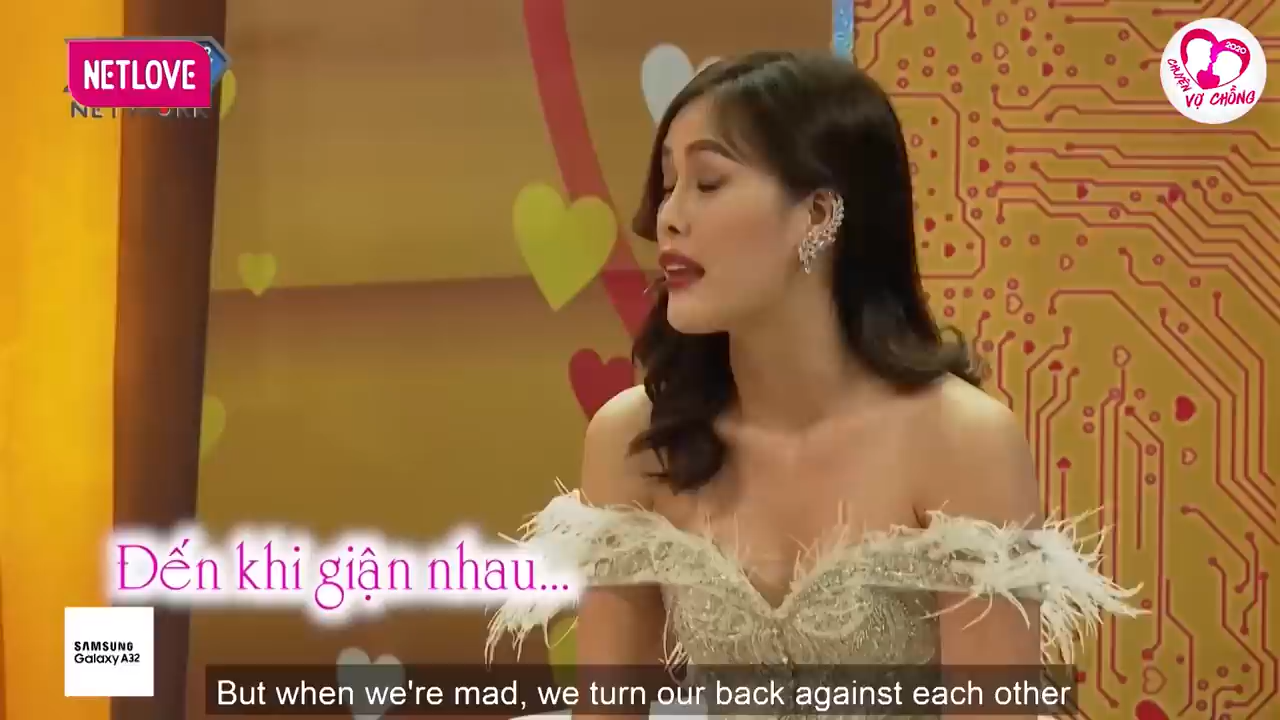 NETLOVE
NETWORK
2020
CHUYỆN
VỢ CHỒNG
Đến khi giận nhau...
SAMSUNG
Galaxy A32
But when we're mad, we turn our back against each other